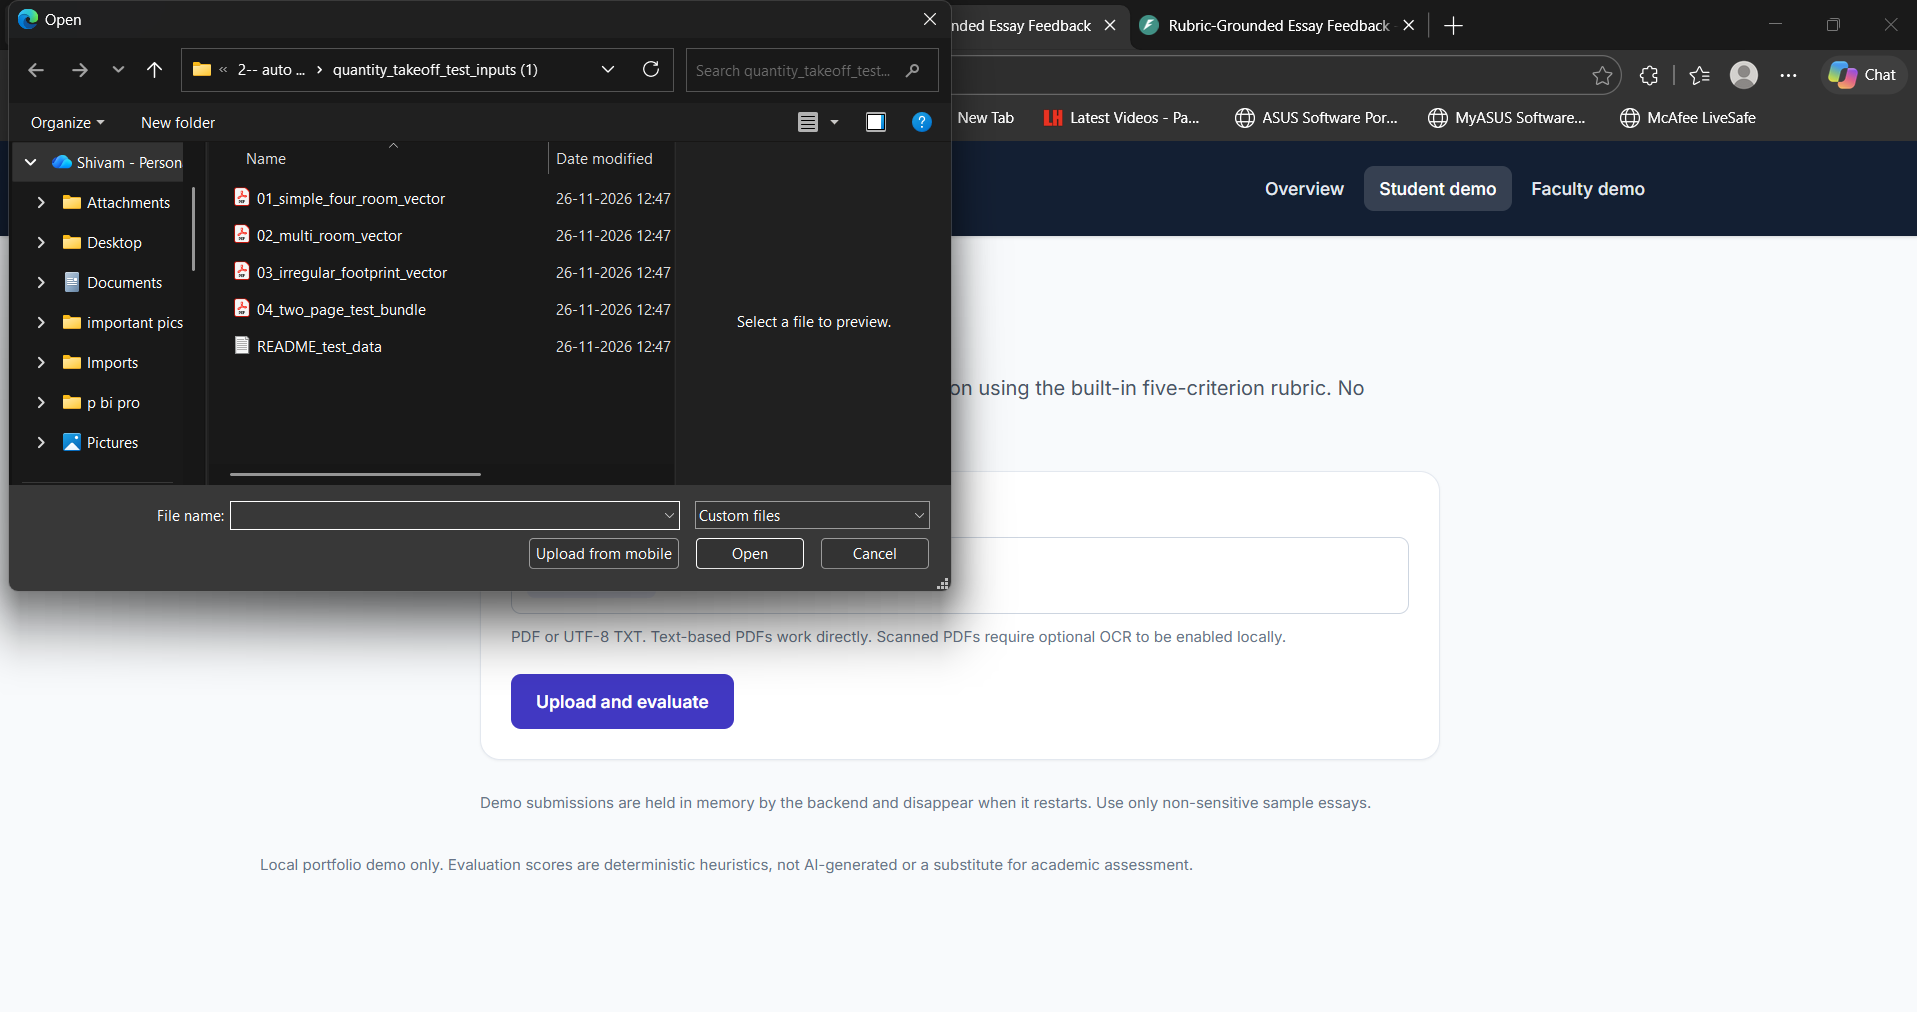 Open
nded Essay Feedback
Rubric-Grounded Essay Feedback
« 2-- auto ... › quantity_takeoff_test_inputs (1)
Search quantity_takeoff_test...
Chat
Organize
New folder
New Tab
Latest Videos - Pa...
ASUS Software Por...
MyASUS Software...
McAfee LiveSafe
Shivam - Person
Attachments
Desktop
Documents
important pics
Imports
p bi pro
Pictures
Name
Date modified
01_simple_four_room_vector
26-11-2026 12:47
02_multi_room_vector
26-11-2026 12:47
03_irregular_footprint_vector
26-11-2026 12:47
04_two_page_test_bundle
26-11-2026 12:47
README_test_data
26-11-2026 12:47
Select a file to preview.
File name:
Custom files
Upload from mobile
Open
Cancel
Overview
Student demo
Faculty demo
on using the built-in five-criterion rubric. No
PDF or UTF-8 TXT. Text-based PDFs work directly. Scanned PDFs require optional OCR to be enabled locally.
Upload and evaluate
Demo submissions are held in memory by the backend and disappear when it restarts. Use only non-sensitive sample essays.
Local portfolio demo only. Evaluation scores are deterministic heuristics, not AI-generated or a substitute for academic assessment.